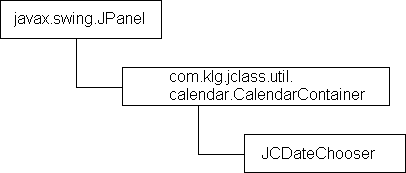 javax.swing.JPanel
com.klg.jclass.util.
calendar.CalendarContainer
JCDateChooser